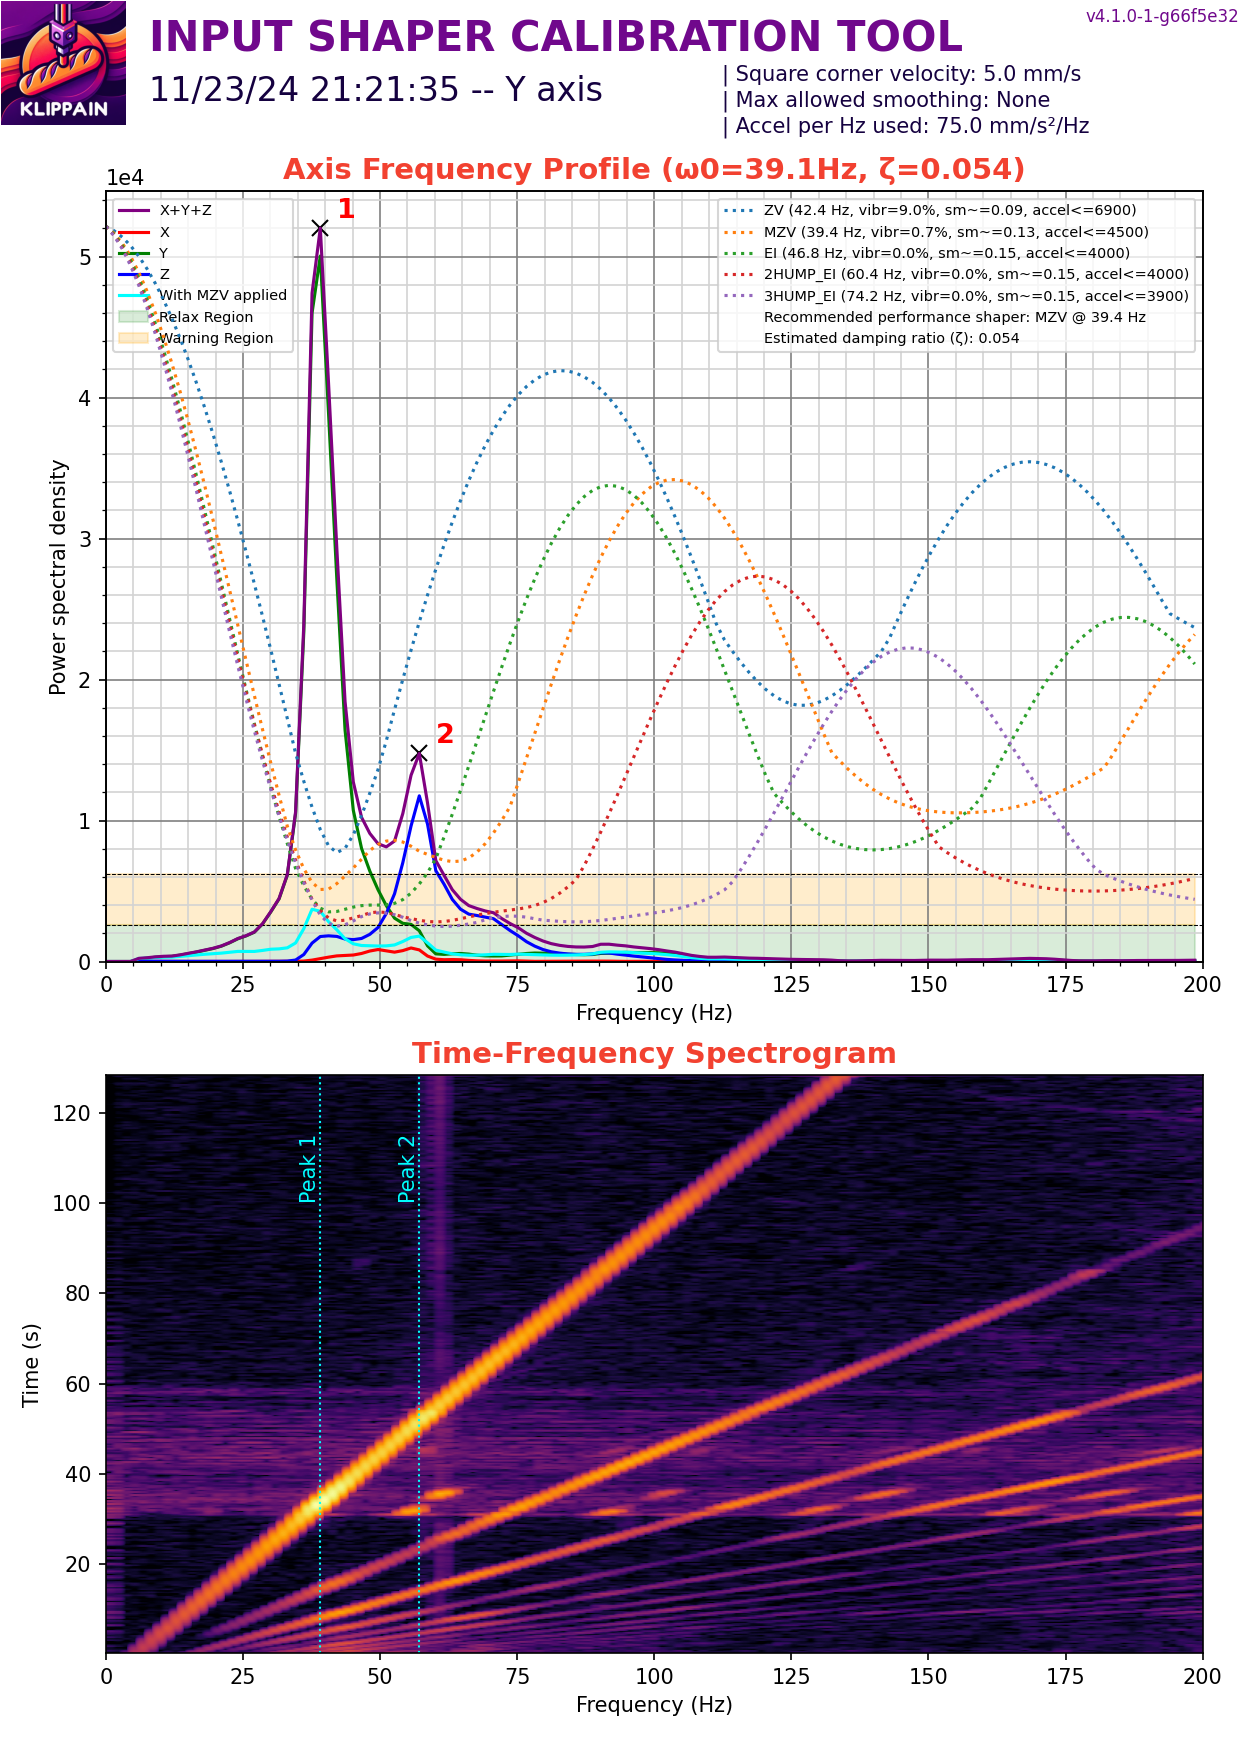 v4.1.0-1-g66f5e32
INPUT SHAPER CALIBRATION TOOL
11/23/24 21:21:35 -- Y axis
| Square corner velocity: 5.0 mm/s
| Max allowed smoothing: None
| Accel per Hz used: 75.0 mm/s²/Hz
KLIPPAIN
Axis Frequency Profile (ω0=39.1Hz, ζ=0.054)
1e4
X+Y+Z
X
Y
Z
With MZV applied
Relax Region
Warning Region
1
2
ZV (42.4 Hz, vibr=9.0%, sm~=0.09, accel<=6900)
MZV (39.4 Hz, vibr=0.7%, sm~=0.13, accel<=4500)
EI (46.8 Hz, vibr=0.0%, sm~=0.15, accel<=4000)
2HUMP_EI (60.4 Hz, vibr=0.0%, sm~=0.15, accel<=4000)
3HUMP_EI (74.2 Hz, vibr=0.0%, sm~=0.15, accel<=3900)
Recommended performance shaper: MZV @ 39.4 Hz
Estimated damping ratio (ζ): 0.054
Power spectral density
5
4
3
2
1
0
0 25 50 75 100 125 150 175 200
Frequency (Hz)
Time-Frequency Spectrogram
Peak 1
Peak 2
Time (s)
120
100
80
60
40
20
0 25 50 75 100 125 150 175 200
Frequency (Hz)